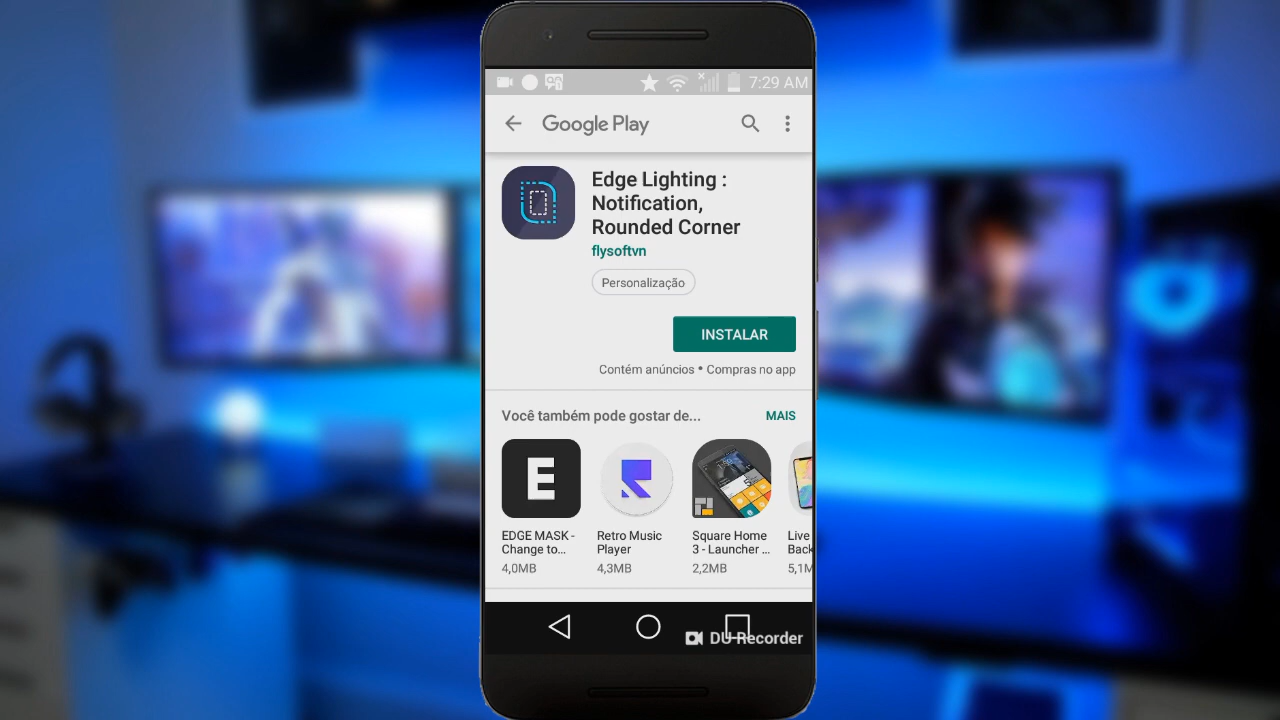 7:29 AM
Google Play
Edge Lighting :
Notification,
Rounded Corner
flysoftvn
Personalização
INSTALAR
Contém anúncios • Compras no app
Você também pode gostar de...
MAIS
E
EDGE MASK -
Change to...
4,0MB
Retro Music
Player
4,3MB
Square Home
3 - Launcher ...
2,2MB
Live
Back
5,1M
DU Recorder